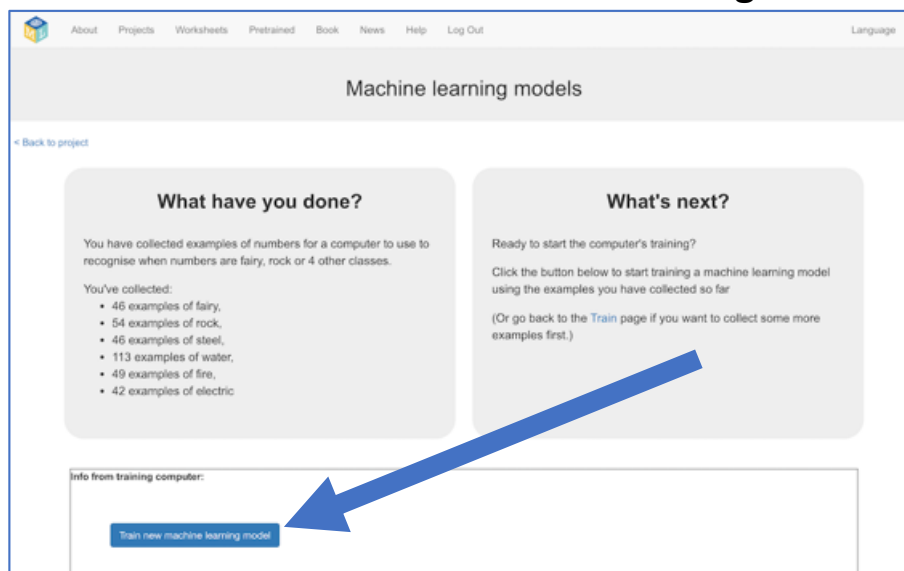 About Projects Worksheets Pretrained Book News Help Log Out Language
Machine learning models
< Back to project
What have you done?
You have collected examples of numbers for a computer to use to
recognise when numbers are fairy, rock or 4 other classes.
You've collected:
• 46 examples of fairy,
• 54 examples of rock,
• 46 examples of steel,
• 113 examples of water,
• 49 examples of fire,
• 42 examples of electric
What's next?
Ready to start the computer's training?
Click the button below to start training a machine learning model
using the examples you have collected so far
(Or go back to the Train page if you want to collect some more
examples first.)
Info from training computer:
Train new machine learning model